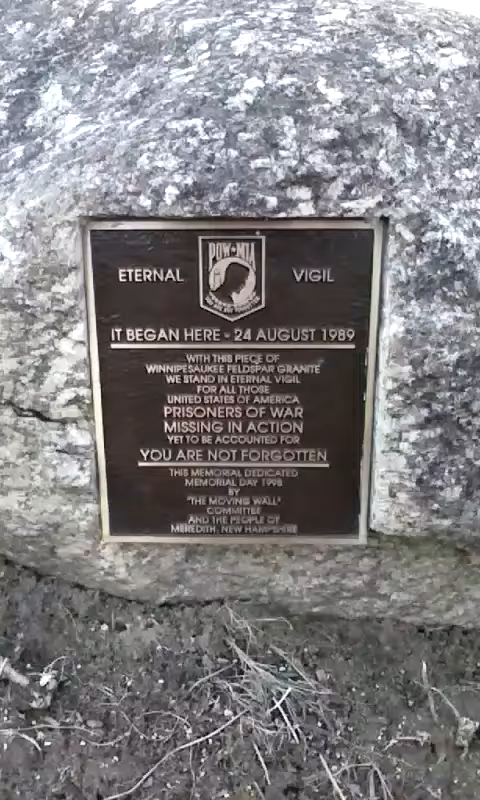 POW★MIA
ETERNAL VIGIL
IT BEGAN HERE - 24 AUGUST 1989
WITH THIS PIECE OF
WINNIPESAUKEE FELDSPAR GRANITE
WE STAND IN ETERNAL VIGIL
FOR ALL THOSE
UNITED STATES OF AMERICA
PRISONERS OF WAR
MISSING IN ACTION
YET TO BE ACCOUNTED FOR
YOU ARE NOT FORGOTTEN
THIS MEMORIAL DEDICATED
MEMORIAL DAY 1998
BY
"THE MOVING WALL"
COMMITTEE
AND THE PEOPLE OF
MEREDITH, NEW HAMPSHIRE